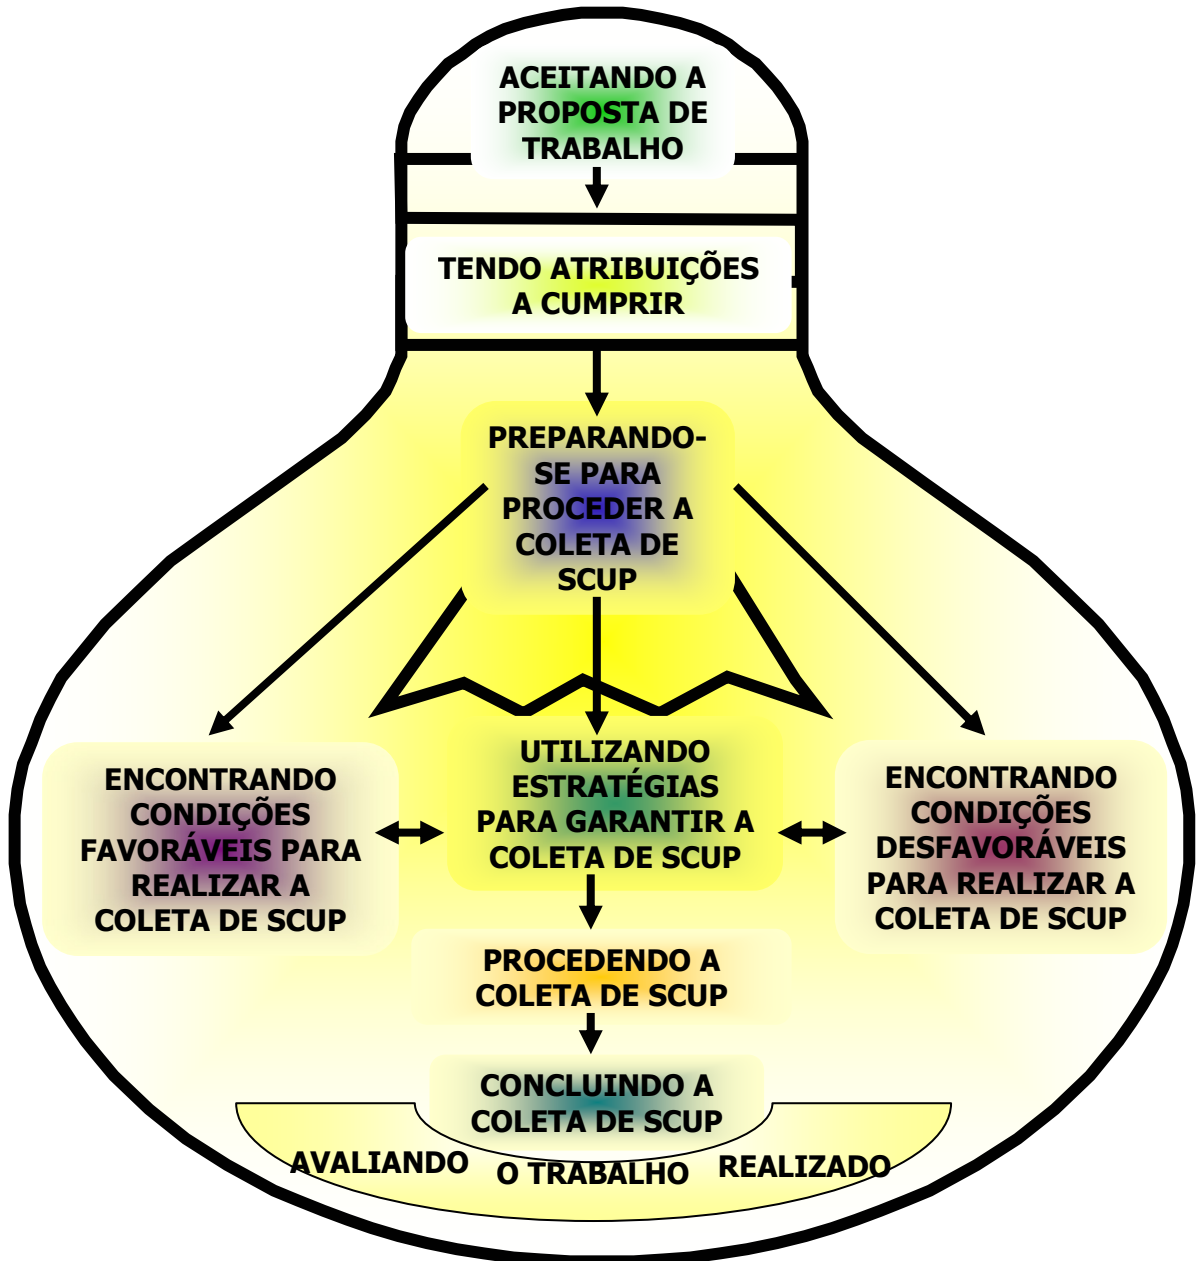 ACEITANDO A
PROPOSTA DE
TRABALHO
TENDO ATRIBUIÇÕES
A CUMPRIR
PREPARANDO-
SE PARA
PROCEDER A
COLETA DE
SCUP
ENCONTRANDO
CONDIÇÕES
FAVORÁVEIS PARA
REALIZAR A
COLETA DE SCUP
UTILIZANDO
ESTRATÉGIAS
PARA GARANTIR A
COLETA DE SCUP
ENCONTRANDO
CONDIÇÕES
DESFAVORÁVEIS
PARA REALIZAR A
COLETA DE SCUP
PROCEDENDO A
COLETA DE SCUP
CONCLUINDO A
COLETA DE SCUP
AVALIANDO O TRABALHO REALIZADO